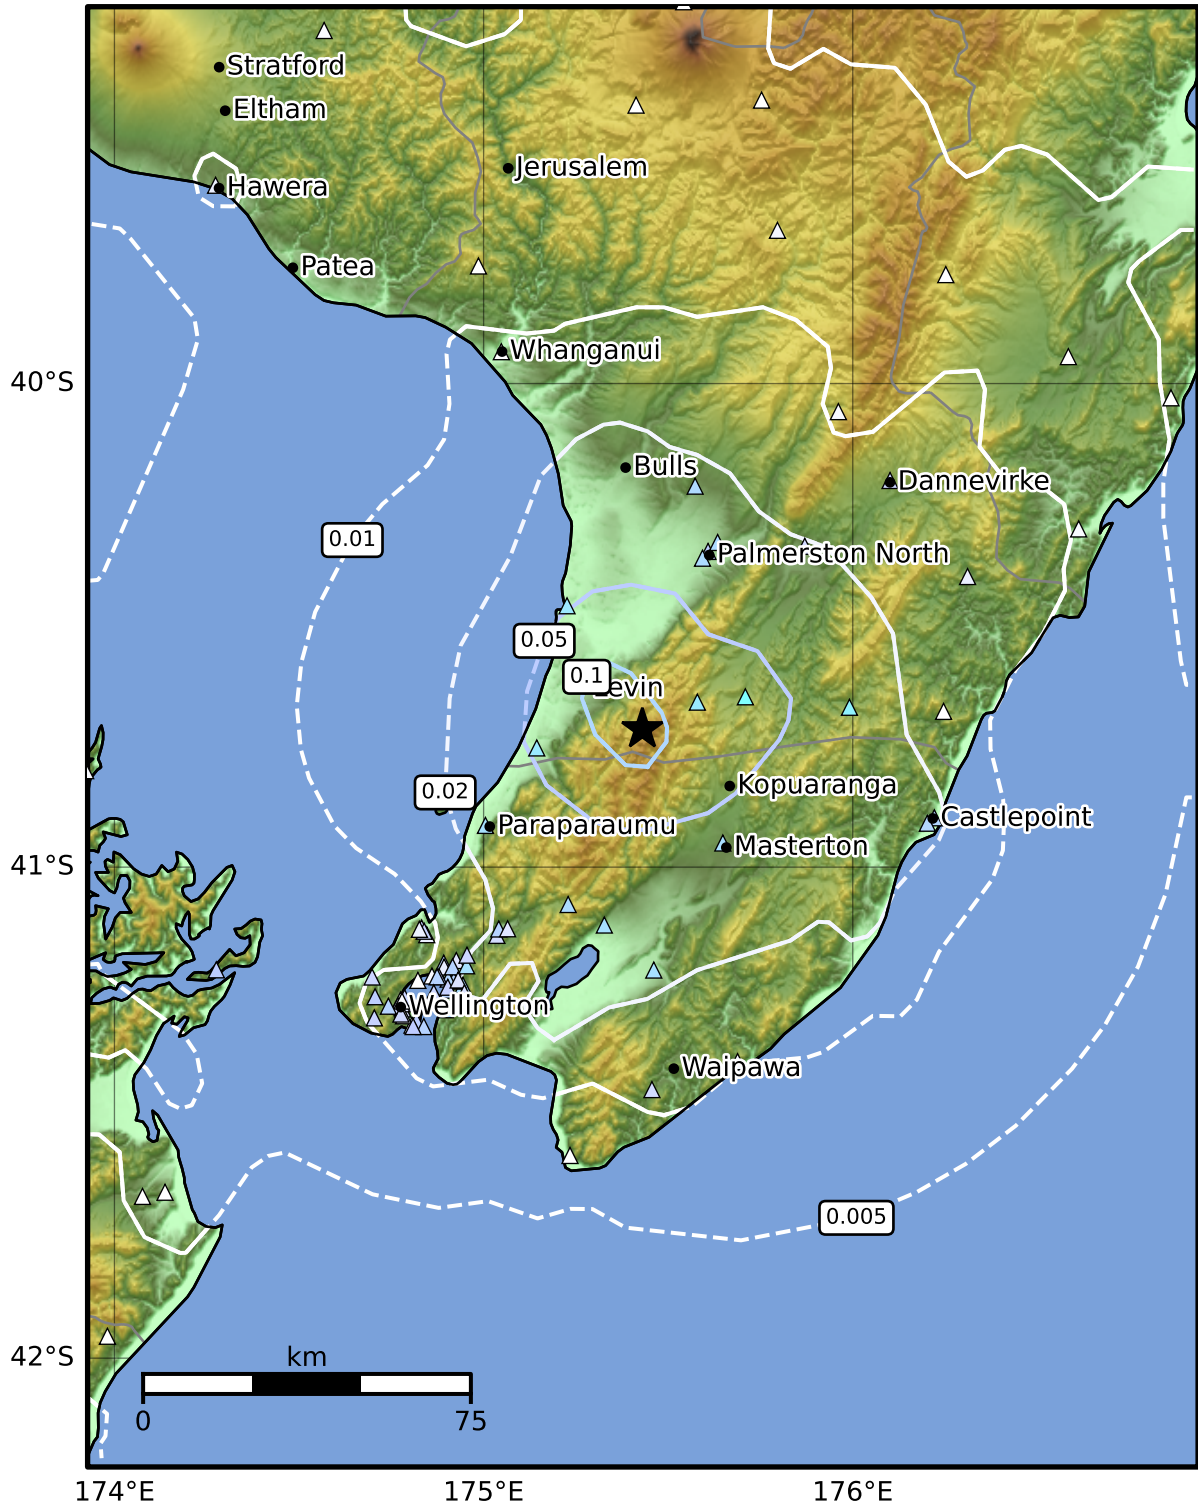 Stratford
Eltham
Jerusalem
Hawera
Patea
Whanganui
40°S
Bulls
Dannevirke
0.01
Palmerston North
0.05
0.1
Levin
0.02
Kopuaranga
Castlepoint
Paraparaumu
Masterton
41°S
Wellington
Waipawa
0.005
42°S
km
0
75
174°E
175°E
176°E